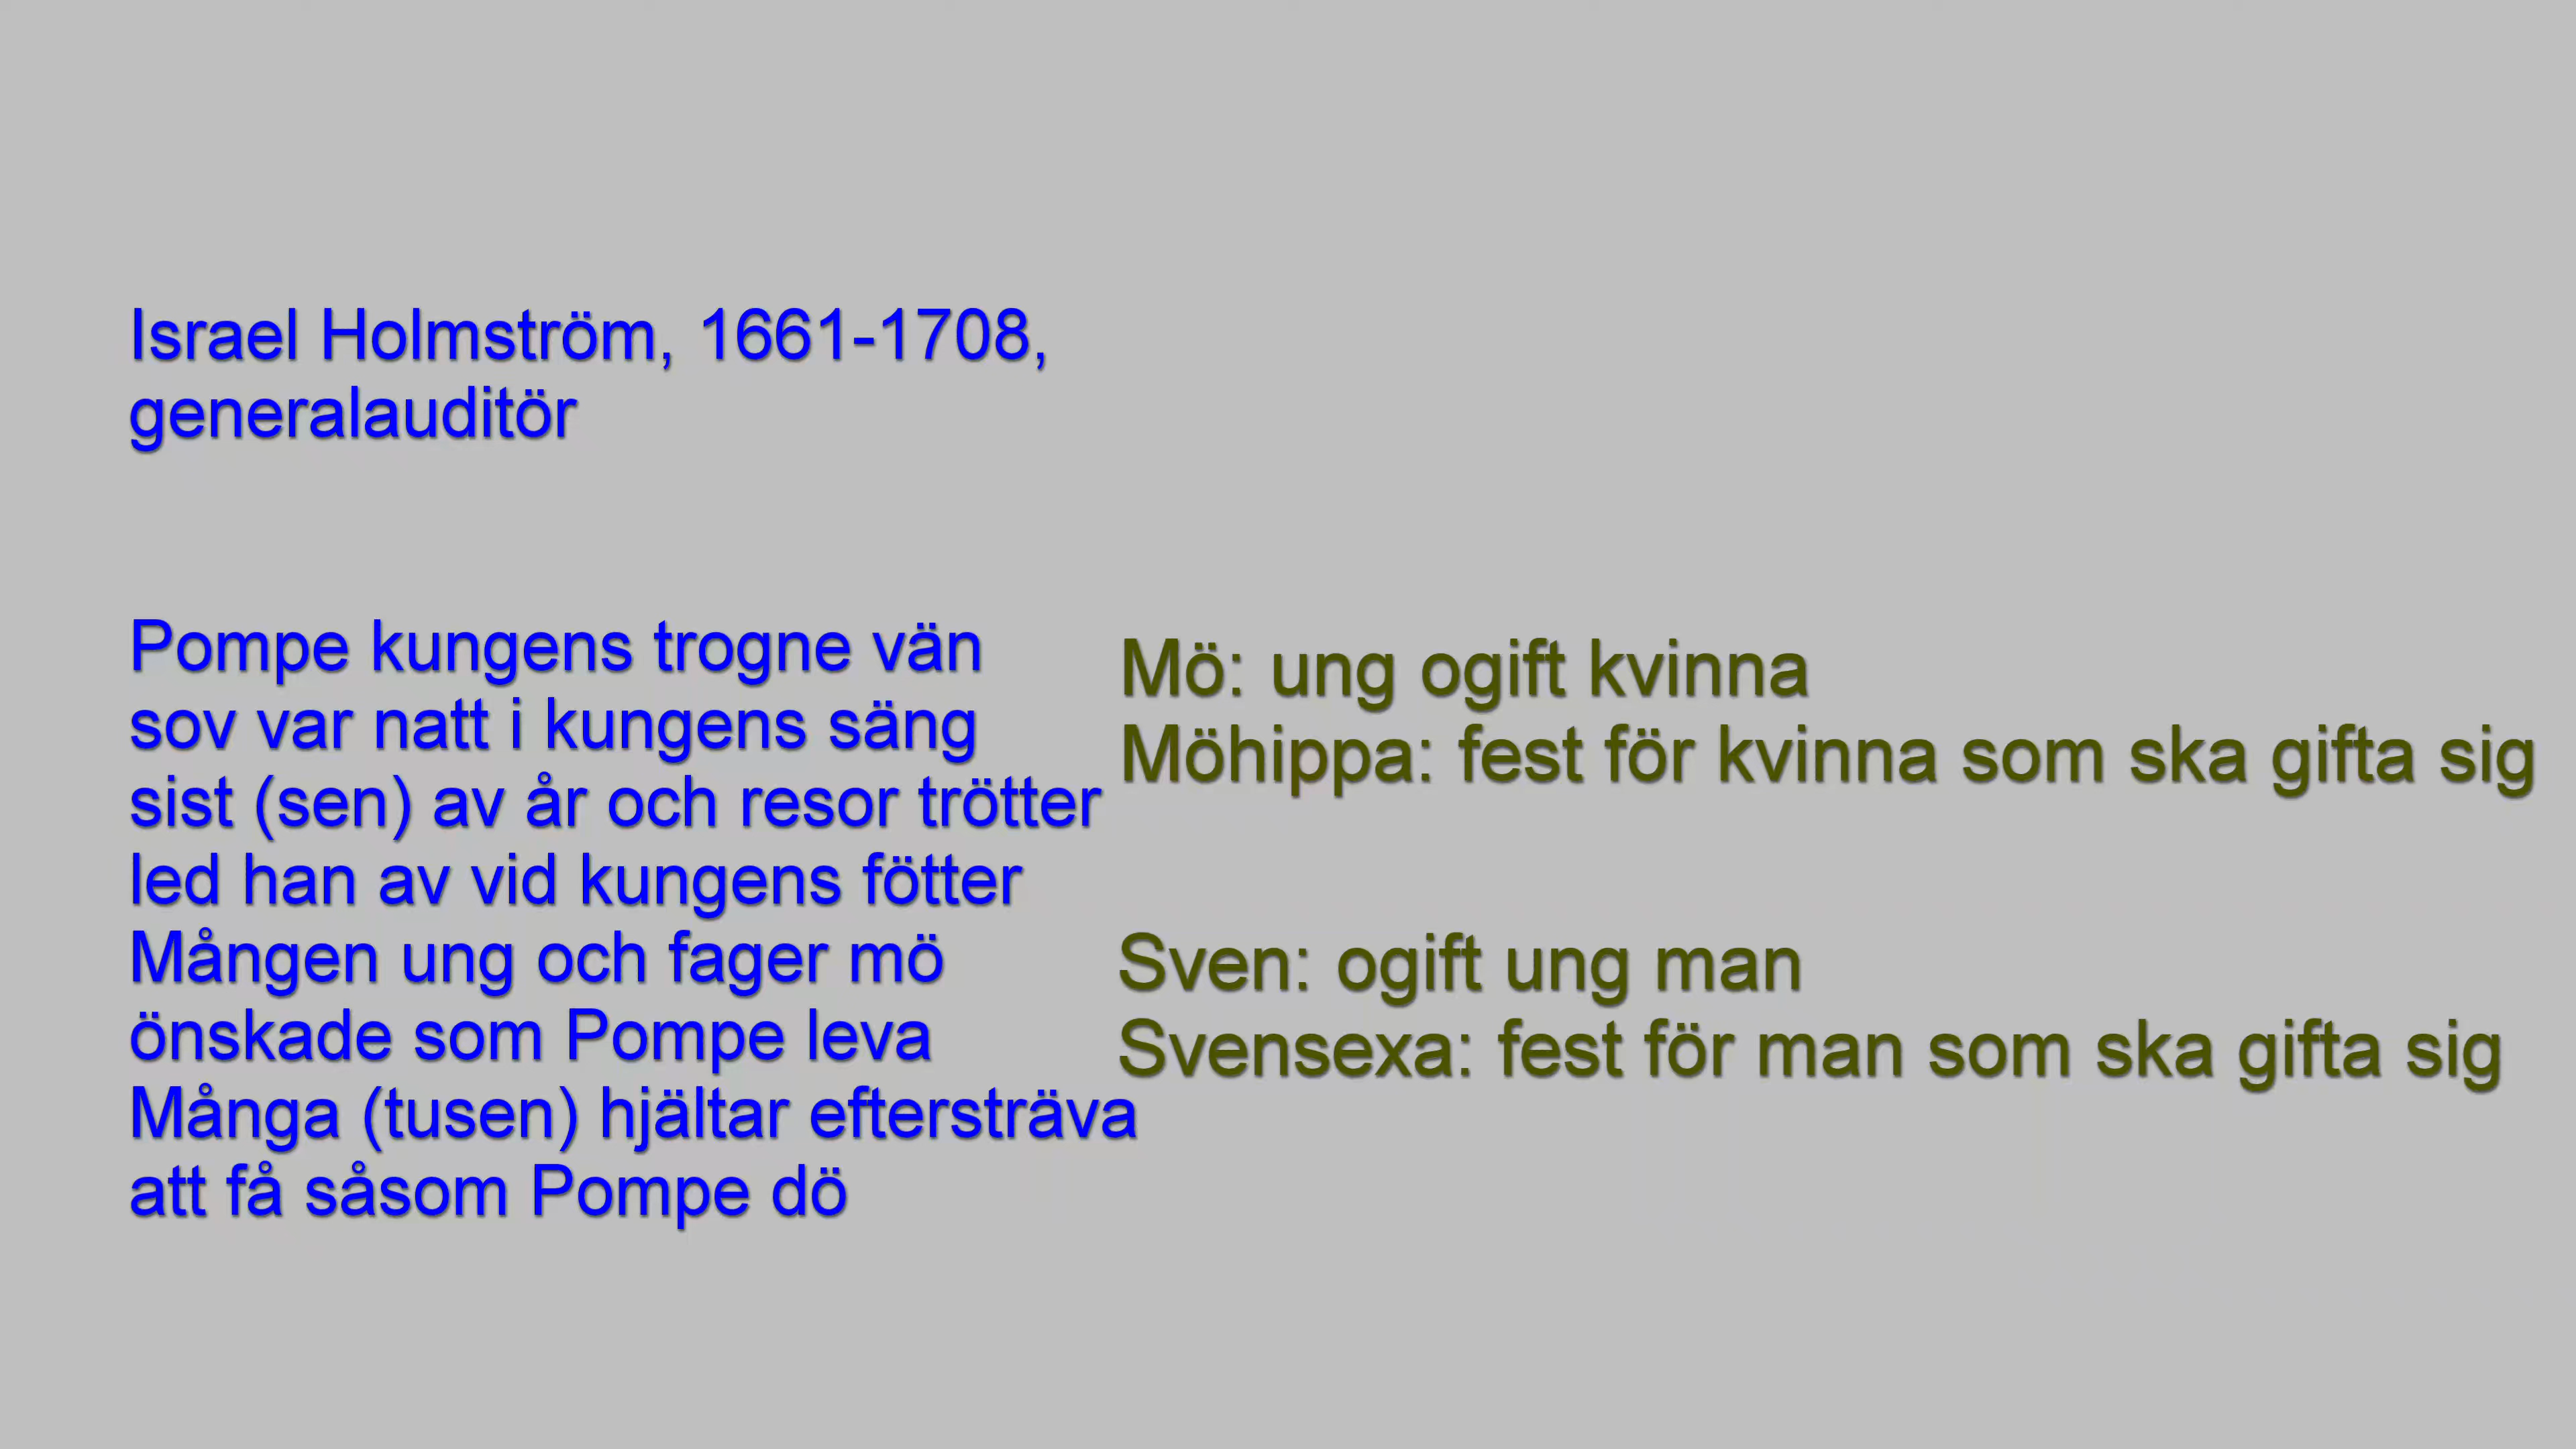 Israel Holmström, 1661-1708,
generalauditör
Pompe kungens trogne vän
sov var natt i kungens säng
sist (sen) av år och resor trötter
led han av vid kungens fötter
Mången ung och fager mö
önskade som Pompe leva
Många (tusen) hjältar eftersträva
att få såsom Pompe dö
Mö: ung ogift kvinna
Möhippa: fest för kvinna som ska gifta sig
Sven: ogift ung man
Svensexa: fest för man som ska gifta sig